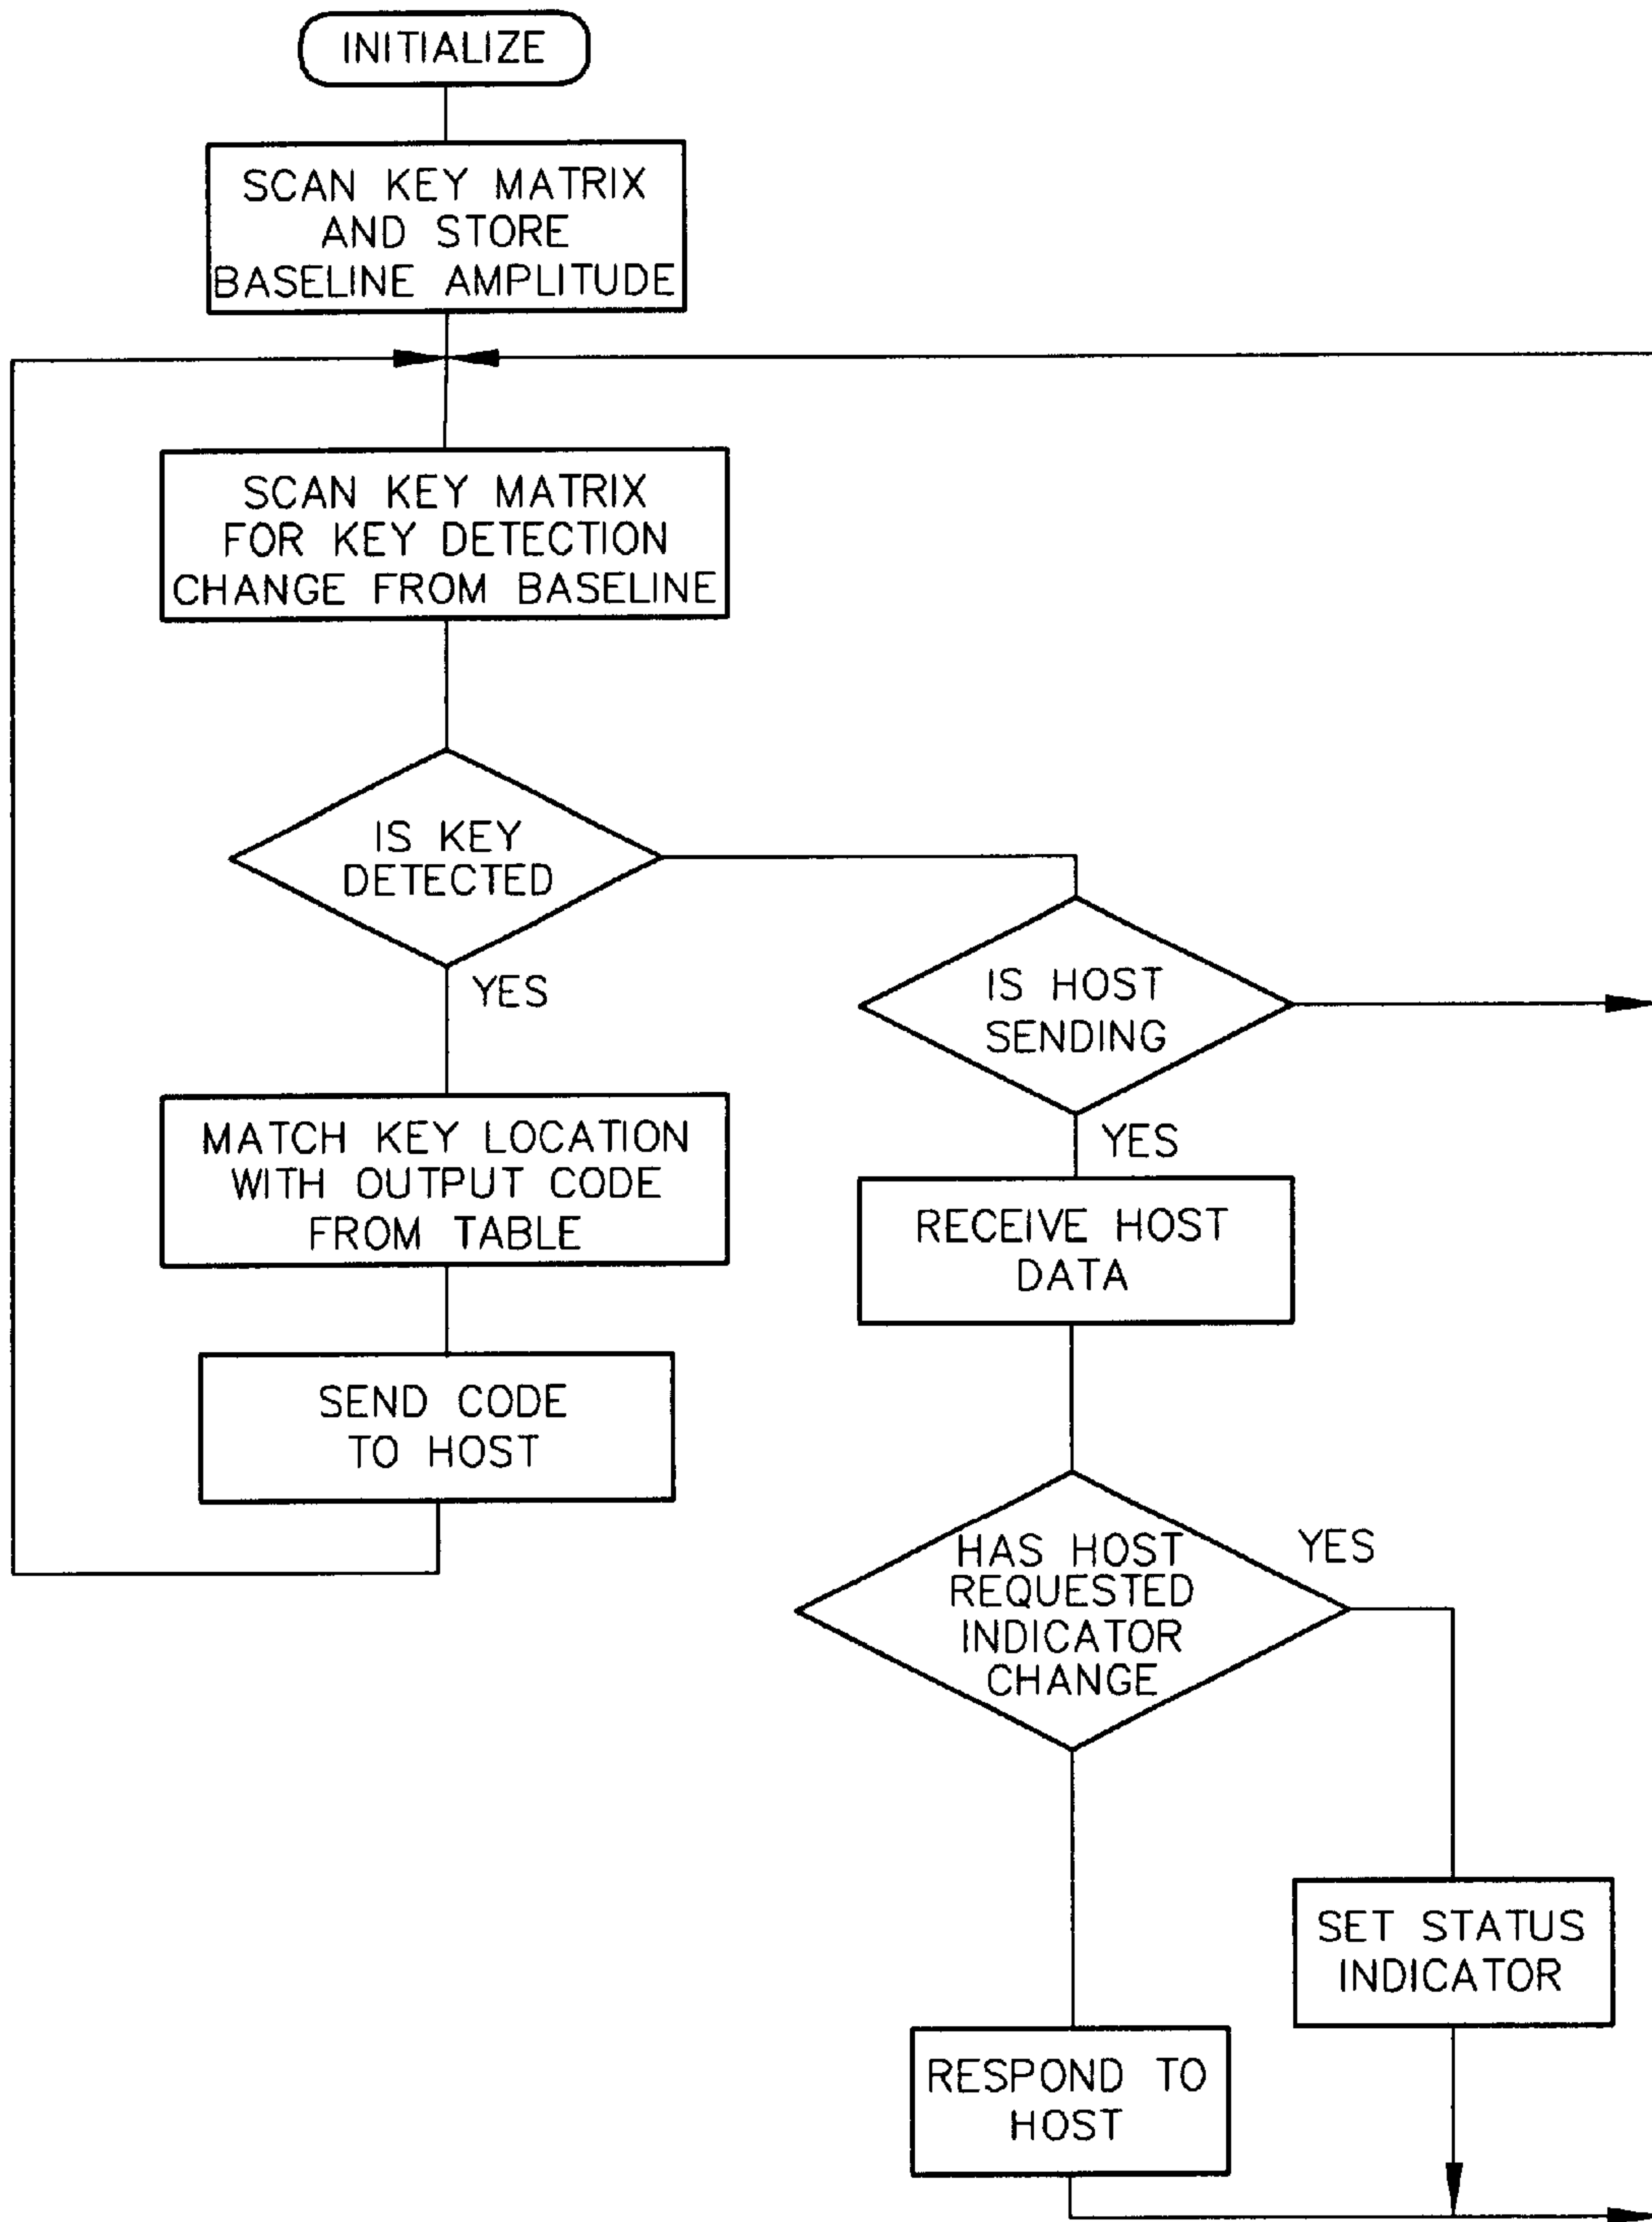 INITIALIZE
SCAN KEY MATRIX
AND STORE
BASELINE AMPLITUDE
SCAN KEY MATRIX
FOR KEY DETECTION
CHANGE FROM BASELINE
IS KEY
DETECTED
YES
MATCH KEY LOCATION
WITH OUTPUT CODE
FROM TABLE
SEND CODE
TO HOST
IS HOST
SENDING
YES
RECEIVE HOST
DATA
HAS HOST
REQUESTED
INDICATOR
CHANGE
YES
SET STATUS
INDICATOR
RESPOND TO
HOST